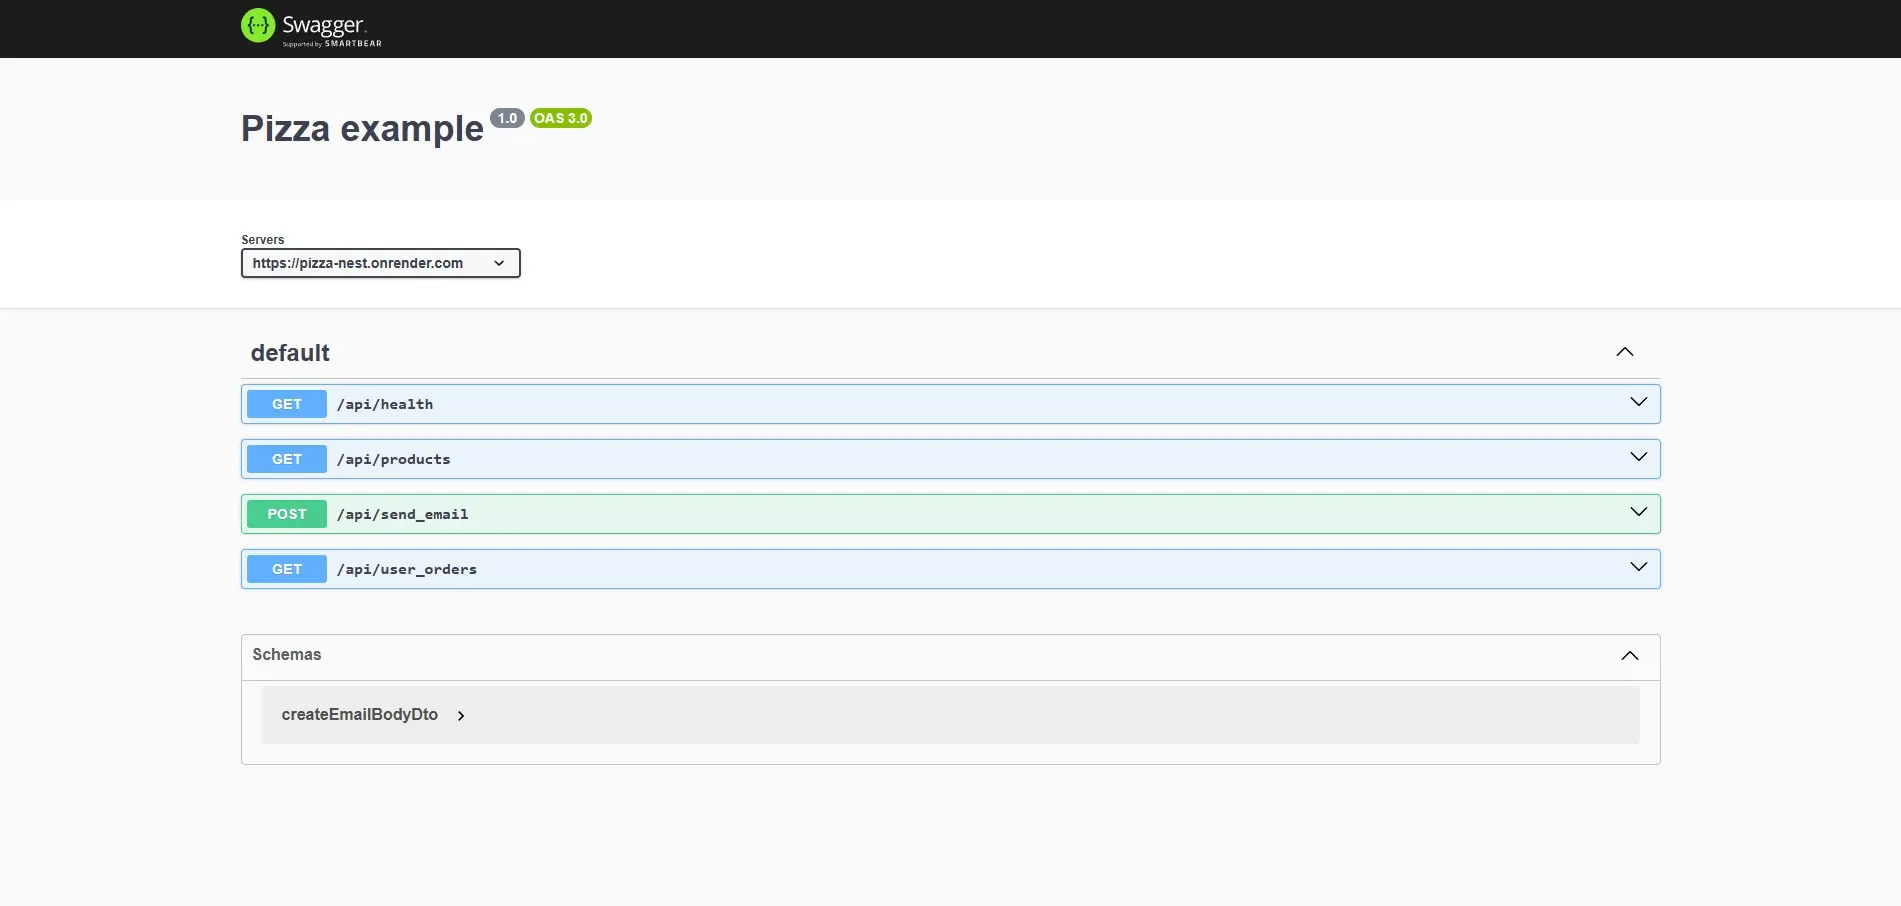 {...} Swagger.
Supported by SMARTBEAR
Pizza example 1.0 OAS 3.0
Servers
https://pizza-nest.onrender.com
default
GET /api/health
GET /api/products
POST /api/send_email
GET /api/user_orders
Schemas
createEmailBodyDto